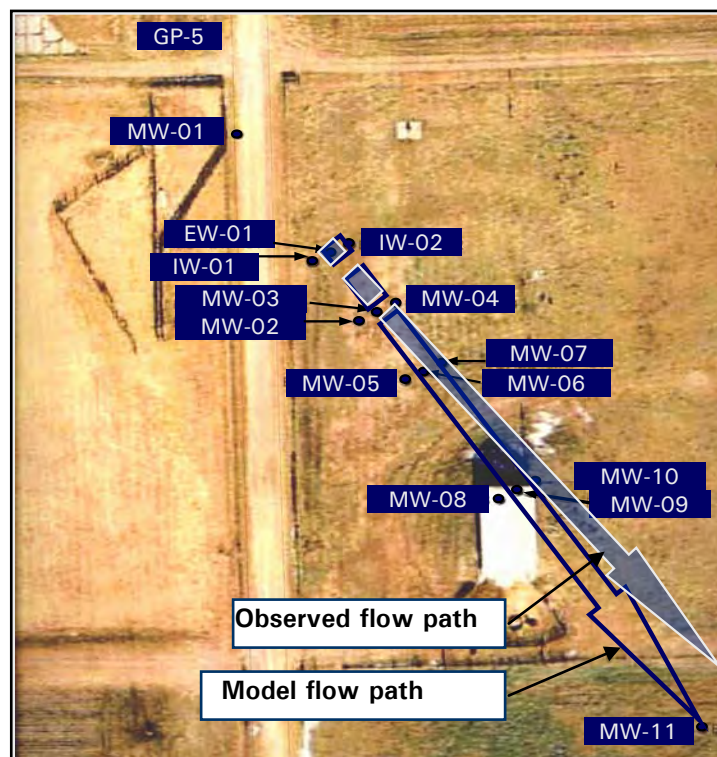 GP-5
MW-01
EW-01
IW-02
IW-01
MW-03
MW-04
MW-02
MW-07
MW-05
MW-06
MW-10
MW-08
MW-09
Observed flow path
Model flow path
MW-11